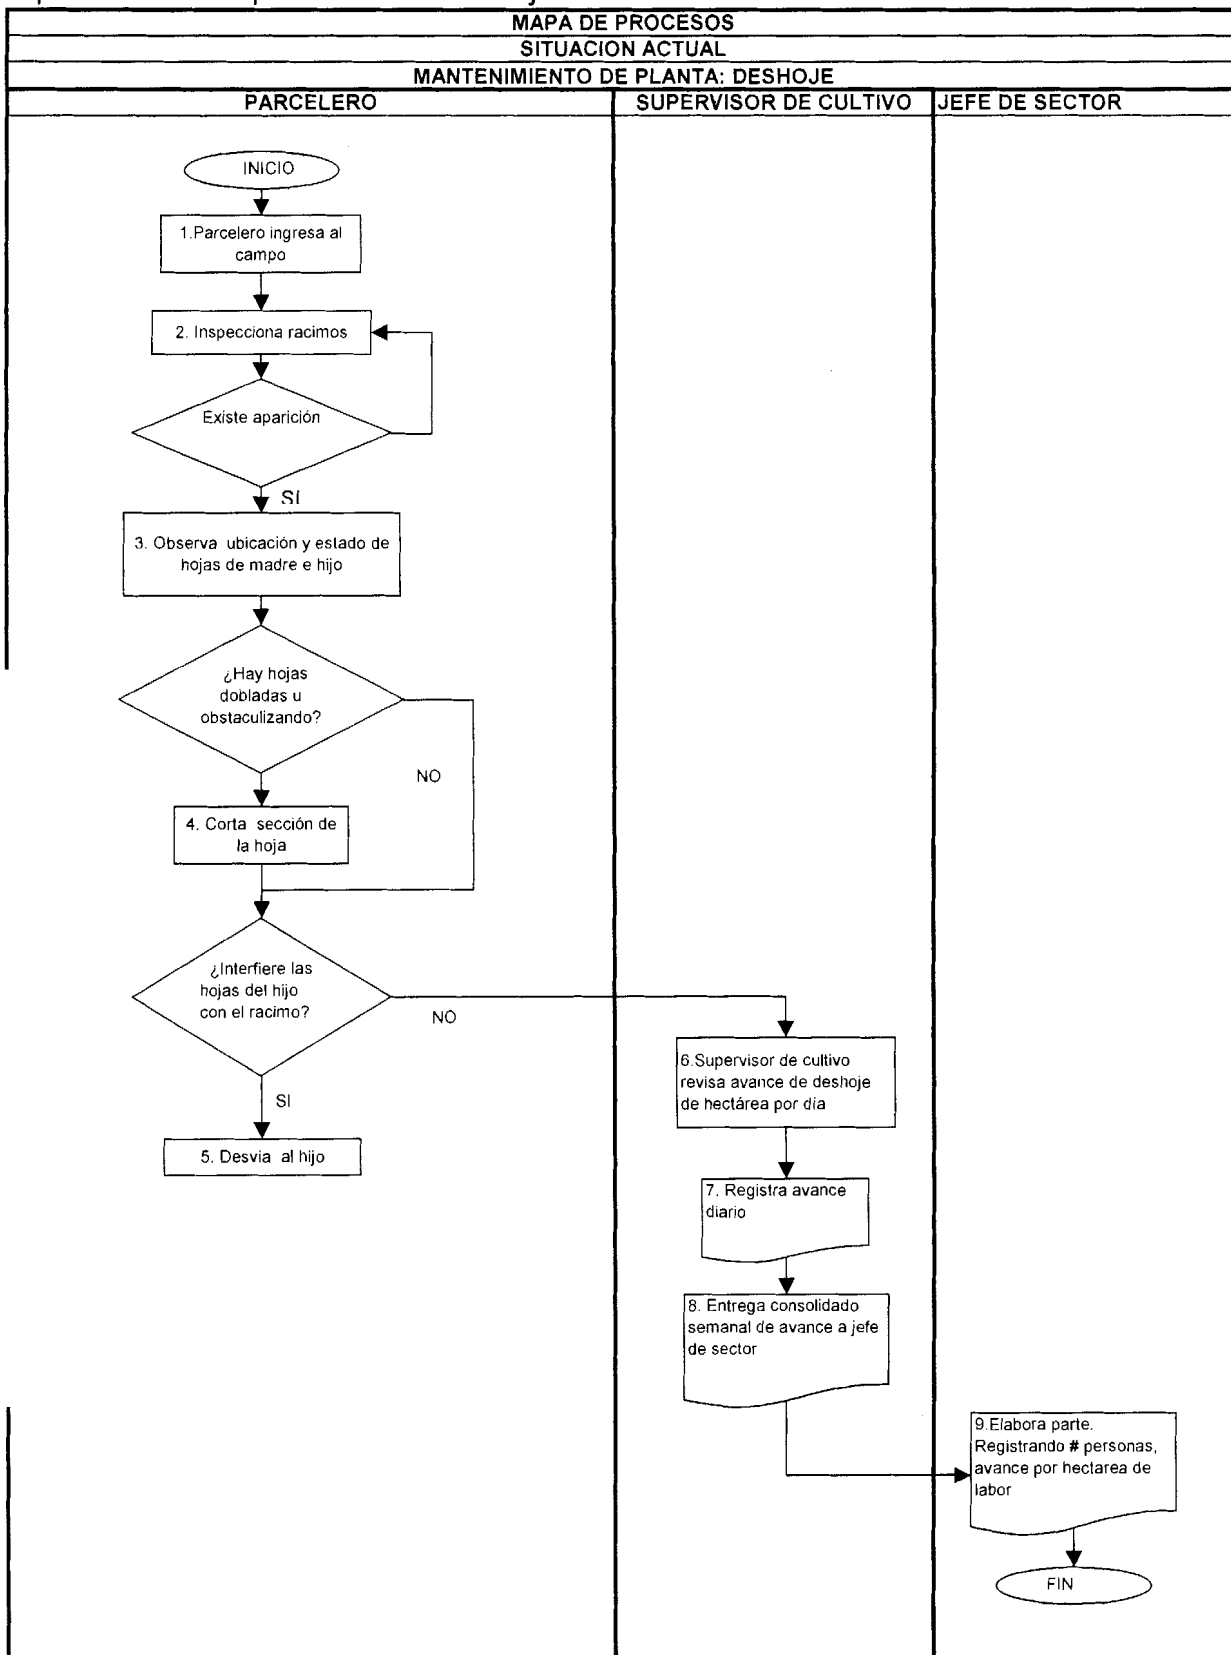 MAPA DE PROCESOS
SITUACION ACTUAL
MANTENIMIENTO DE PLANTA: DESHOJE
PARCELERO
SUPERVISOR DE CULTIVO
JEFE DE SECTOR
INICIO
1.Parcelero ingresa al
campo
2. Inspecciona racimos
Existe aparición
SI
3. Observa ubicación y estado de
hojas de madre e hijo
¿Hay hojas
dobladas u
obstaculizando?
NO
4. Corta sección de
la hoja
¿Interfiere las
hojas del hijo
con el racimo?
NO
SI
5. Desvia al hijo
6.Supervisor de cultivo
revisa avance de deshoje
de hectárea por día
7. Registra avance
diario
8. Entrega consolidado
semanal de avance a jefe
de sector
9.Elabora parte.
Registrando # personas,
avance por hectarea de
labor
FIN